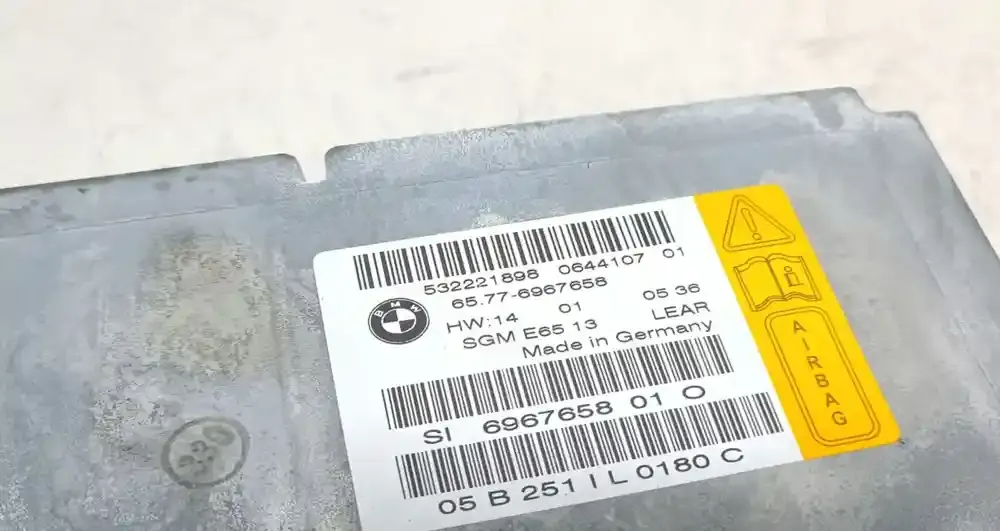 532221898 0644107 01
65.77-6967658
BMW
HW:14 01 05 36
SGM E65 13 LEAR
Made in Germany
SI 6967658 01 O
05 B 251 I L 0180 C
AIRBAG